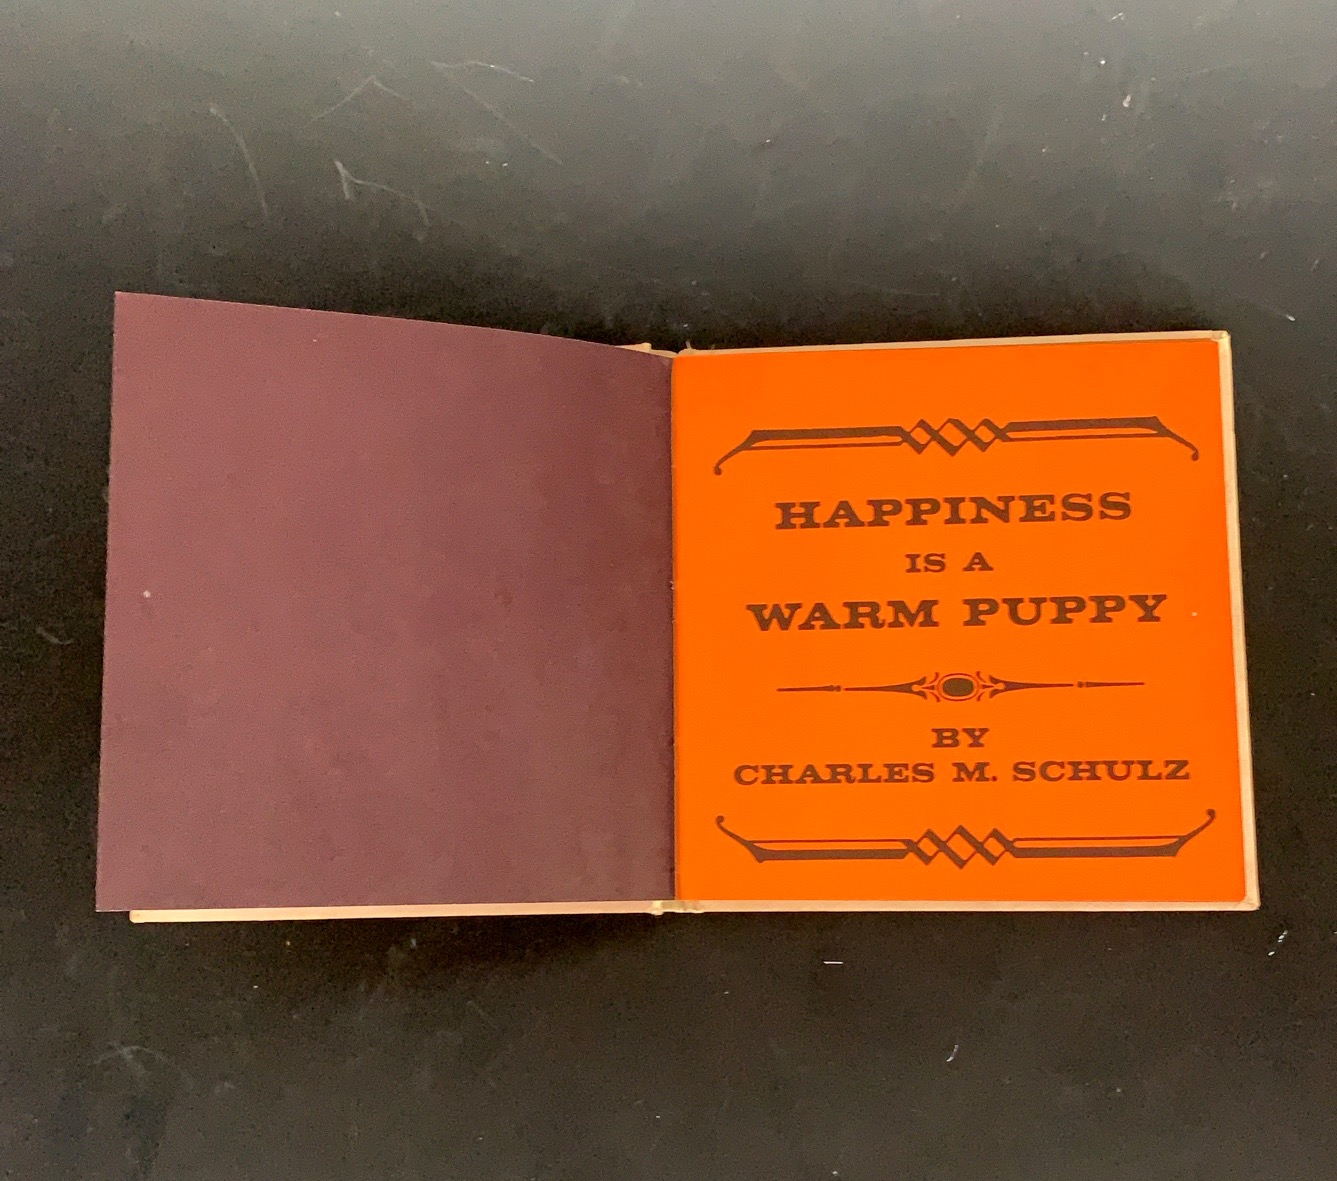 HAPPINESS
IS A
WARM PUPPY
BY
CHARLES M. SCHULZ